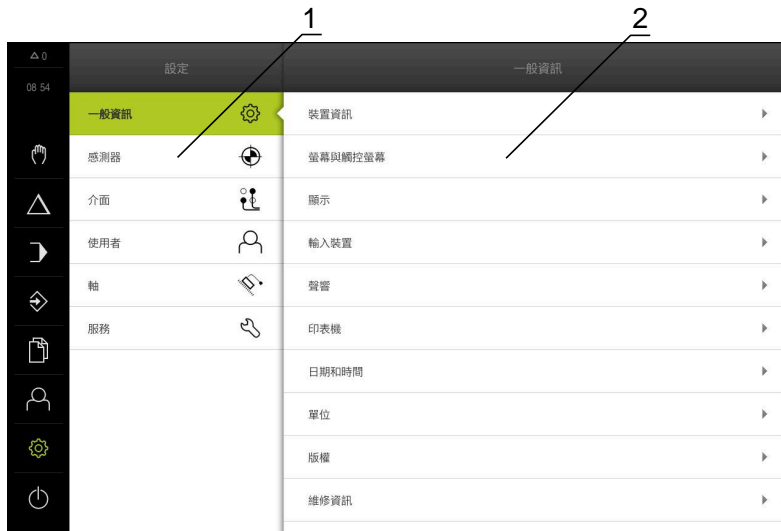 1
2
0
08 54
設定
一般資訊
一般資訊
感測器
介面
使用者
軸
服務
裝置資訊
螢幕與觸控螢幕
顯示
輸入裝置
聲響
印表機
日期和時間
單位
版權
維修資訊